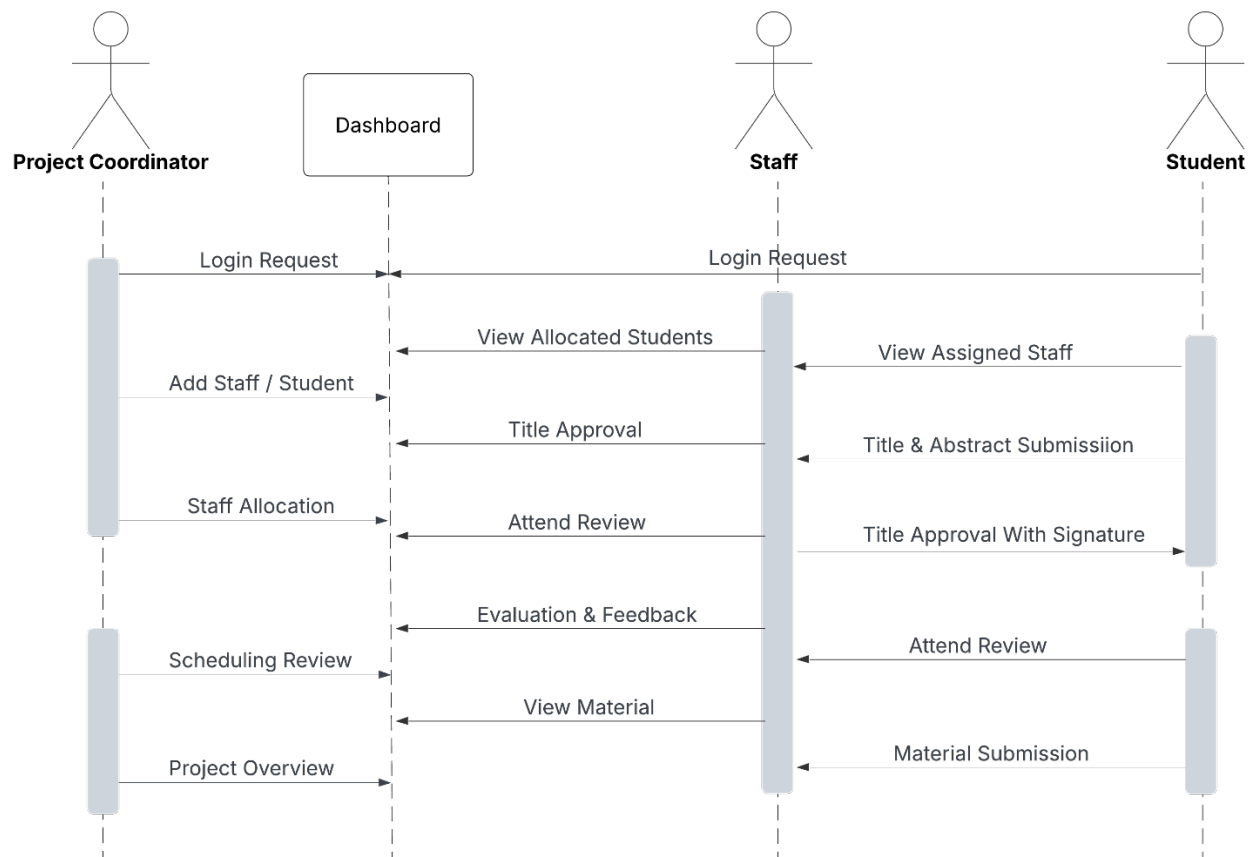 Dashboard
Project Coordinator
Staff
Student
Login Request
Login Request
View Allocated Students
View Assigned Staff
Add Staff / Student
Title Approval
Title & Abstract Submissiion
Staff Allocation
Attend Review
Title Approval With Signature
Evaluation & Feedback
Attend Review
Scheduling Review
View Material
Material Submission
Project Overview